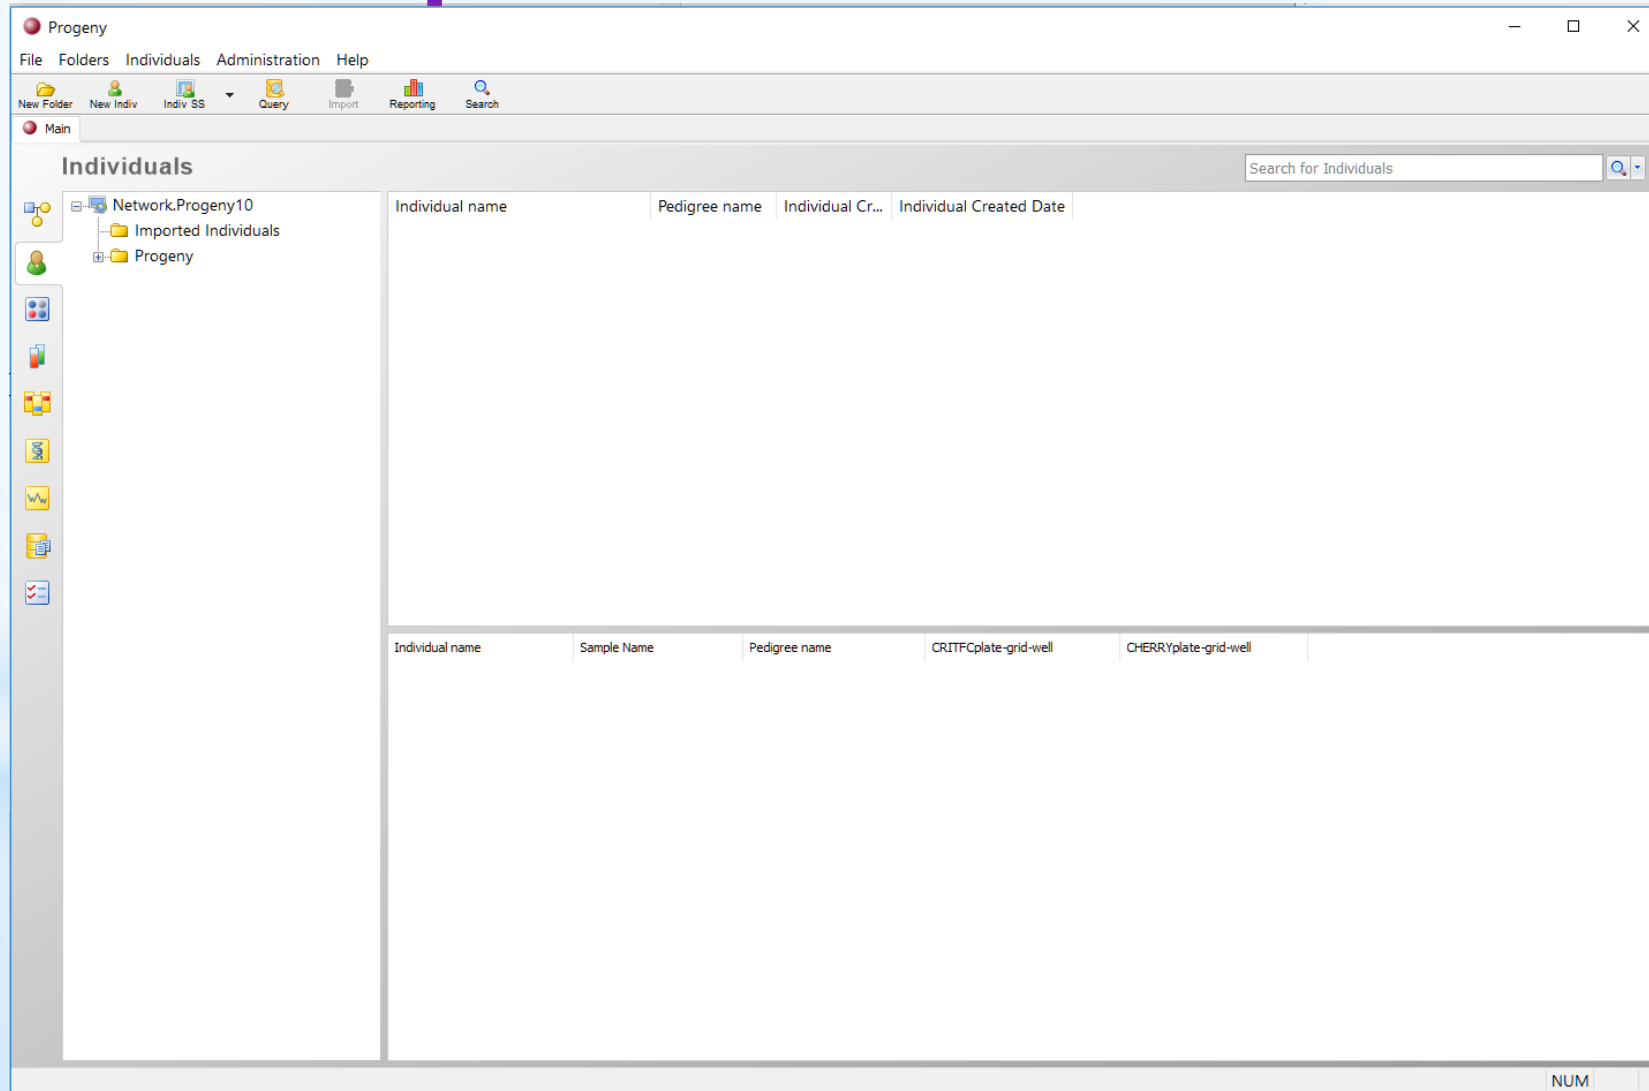 Progeny
File Folders Individuals Administration Help
New Folder New Indiv Indiv SS Query Import Reporting Search
Main
Individuals
Search for Individuals
Network.Progeny10
Imported Individuals
Progeny
Individual name Pedigree name Individual Cr... Individual Created Date
Individual name Sample Name Pedigree name CRITFCplate-grid-well CHERRYplate-grid-well
NUM